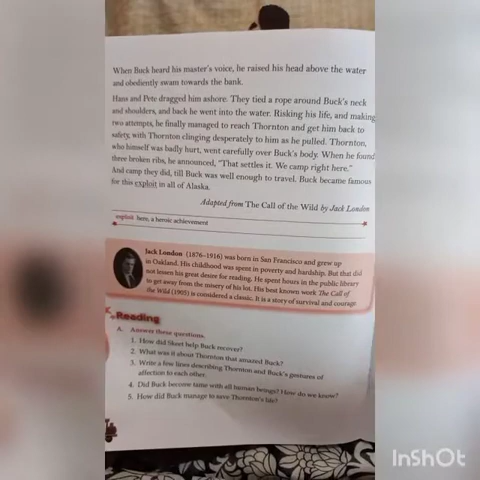 When Buck heard his master's voice, he raised his head above the water
and obediently swam towards the bank.
Hans and Pete dragged him ashore. They tied a rope around Buck's neck
and shoulders, and back he went into the water. Risking his life, and making
two attempts, he finally managed to reach Thornton and get him back to
safety, with Thornton clinging desperately to him as he pulled. Thornton,
who himself was badly hurt, went carefully over Buck's body. When he found
three broken ribs, he announced, "That settles it. We camp right here."
And camp they did, till Buck was well enough to travel. Buck became famous
for this exploit in all of Alaska.
Adapted from The Call of the Wild by Jack London
exploit here, a heroic achievement
Jack London (1876–1916) was born in San Francisco and grew up
in Oakland. His childhood was spent in poverty and hardship. But that did
not lessen his great desire for reading. He spent hours in the public library
to get away from the misery of his lot. His best known work The Call of
the Wild (1903) is considered a classic. It is a story of survival and courage.
Reading
A. Answer these questions.
1. How did Skeet help Buck recover?
2. What was it about Thornton that amazed Buck?
3. Write a few lines describing Thornton and Buck's gestures of
affection to each other.
4. Did Buck become tame with all human beings? How do we know?
5. How did Buck manage to save Thornton's life?
InShOt